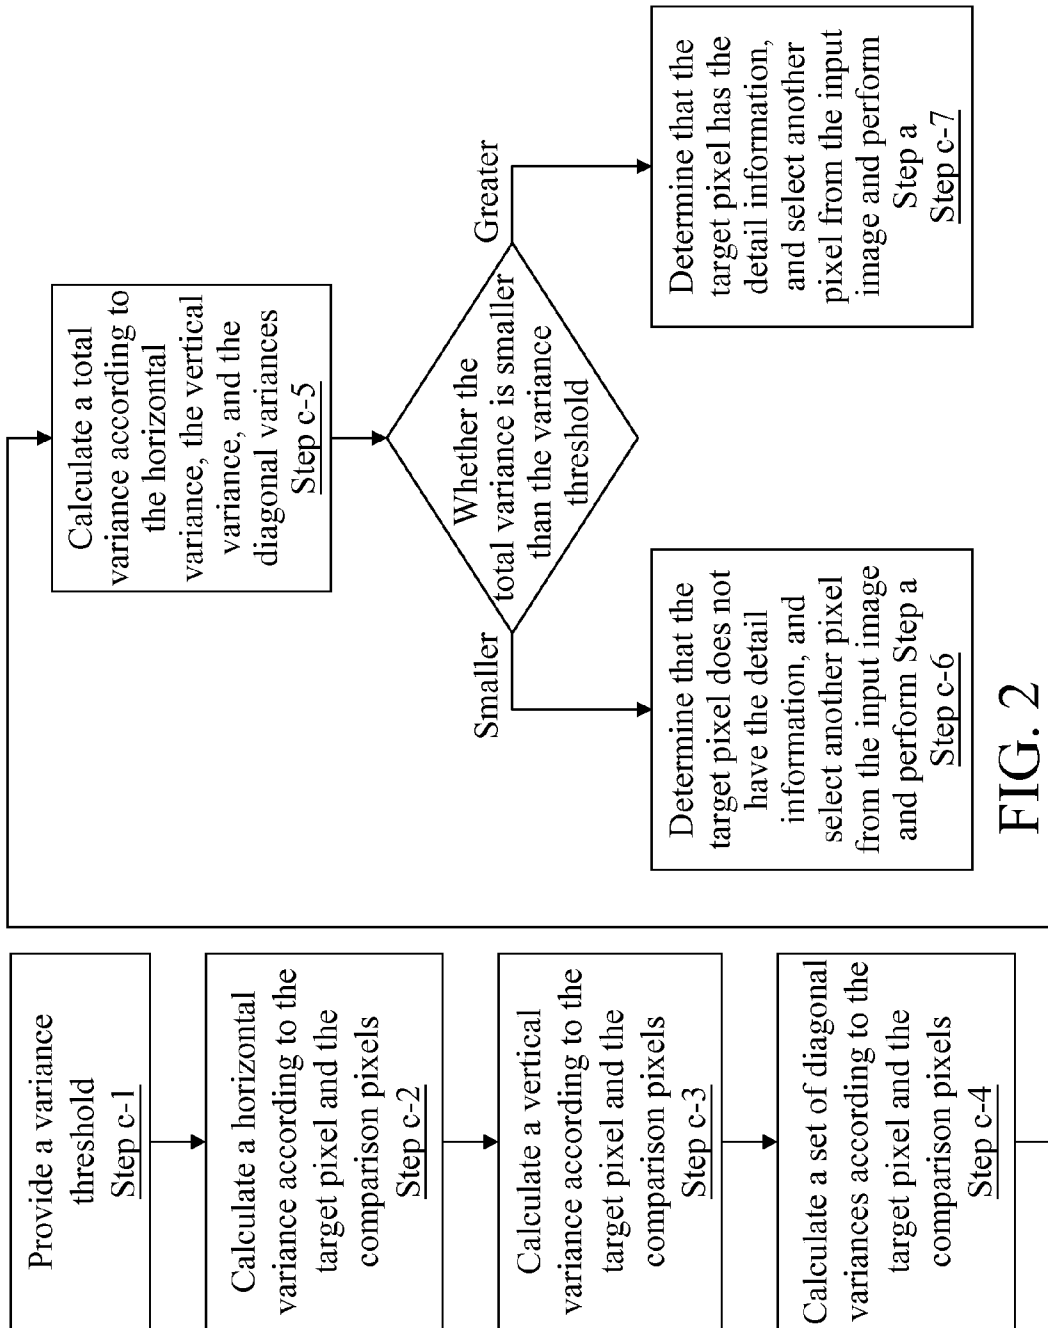 Provide a variance
threshold
Step c-1
Calculate a horizontal
variance according to the
target pixel and the
comparison pixels
Step c-2
Calculate a vertical
variance according to the
target pixel and the
comparison pixels
Step c-3
Calculate a set of diagonal
variances according to the
target pixel and the
comparison pixels
Step c-4
Calculate a total
variance according to
the horizontal
variance, the vertical
variance, and the
diagonal variances
Step c-5
Whether the
total variance is smaller
than the variance
threshold
Smaller
Greater
Determine that the
target pixel does not
have the detail
information, and
select another pixel
from the input image
and perform Step a
Step c-6
Determine that the
target pixel has the
detail information,
and select another
pixel from the input
image and perform
Step a
Step c-7
FIG. 2